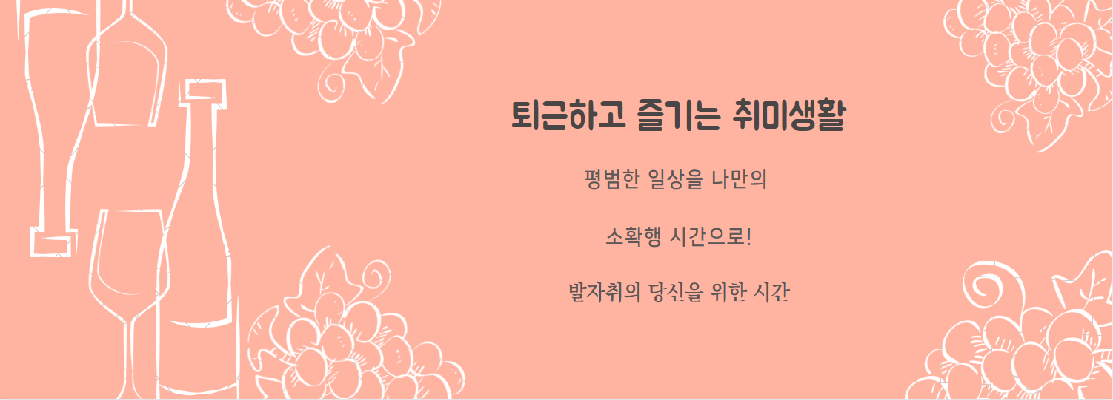 퇴근하고 즐기는 취미생활
평범한 일상을 나만의
소확행 시간으로!
발자취의 당신을 위한 시간